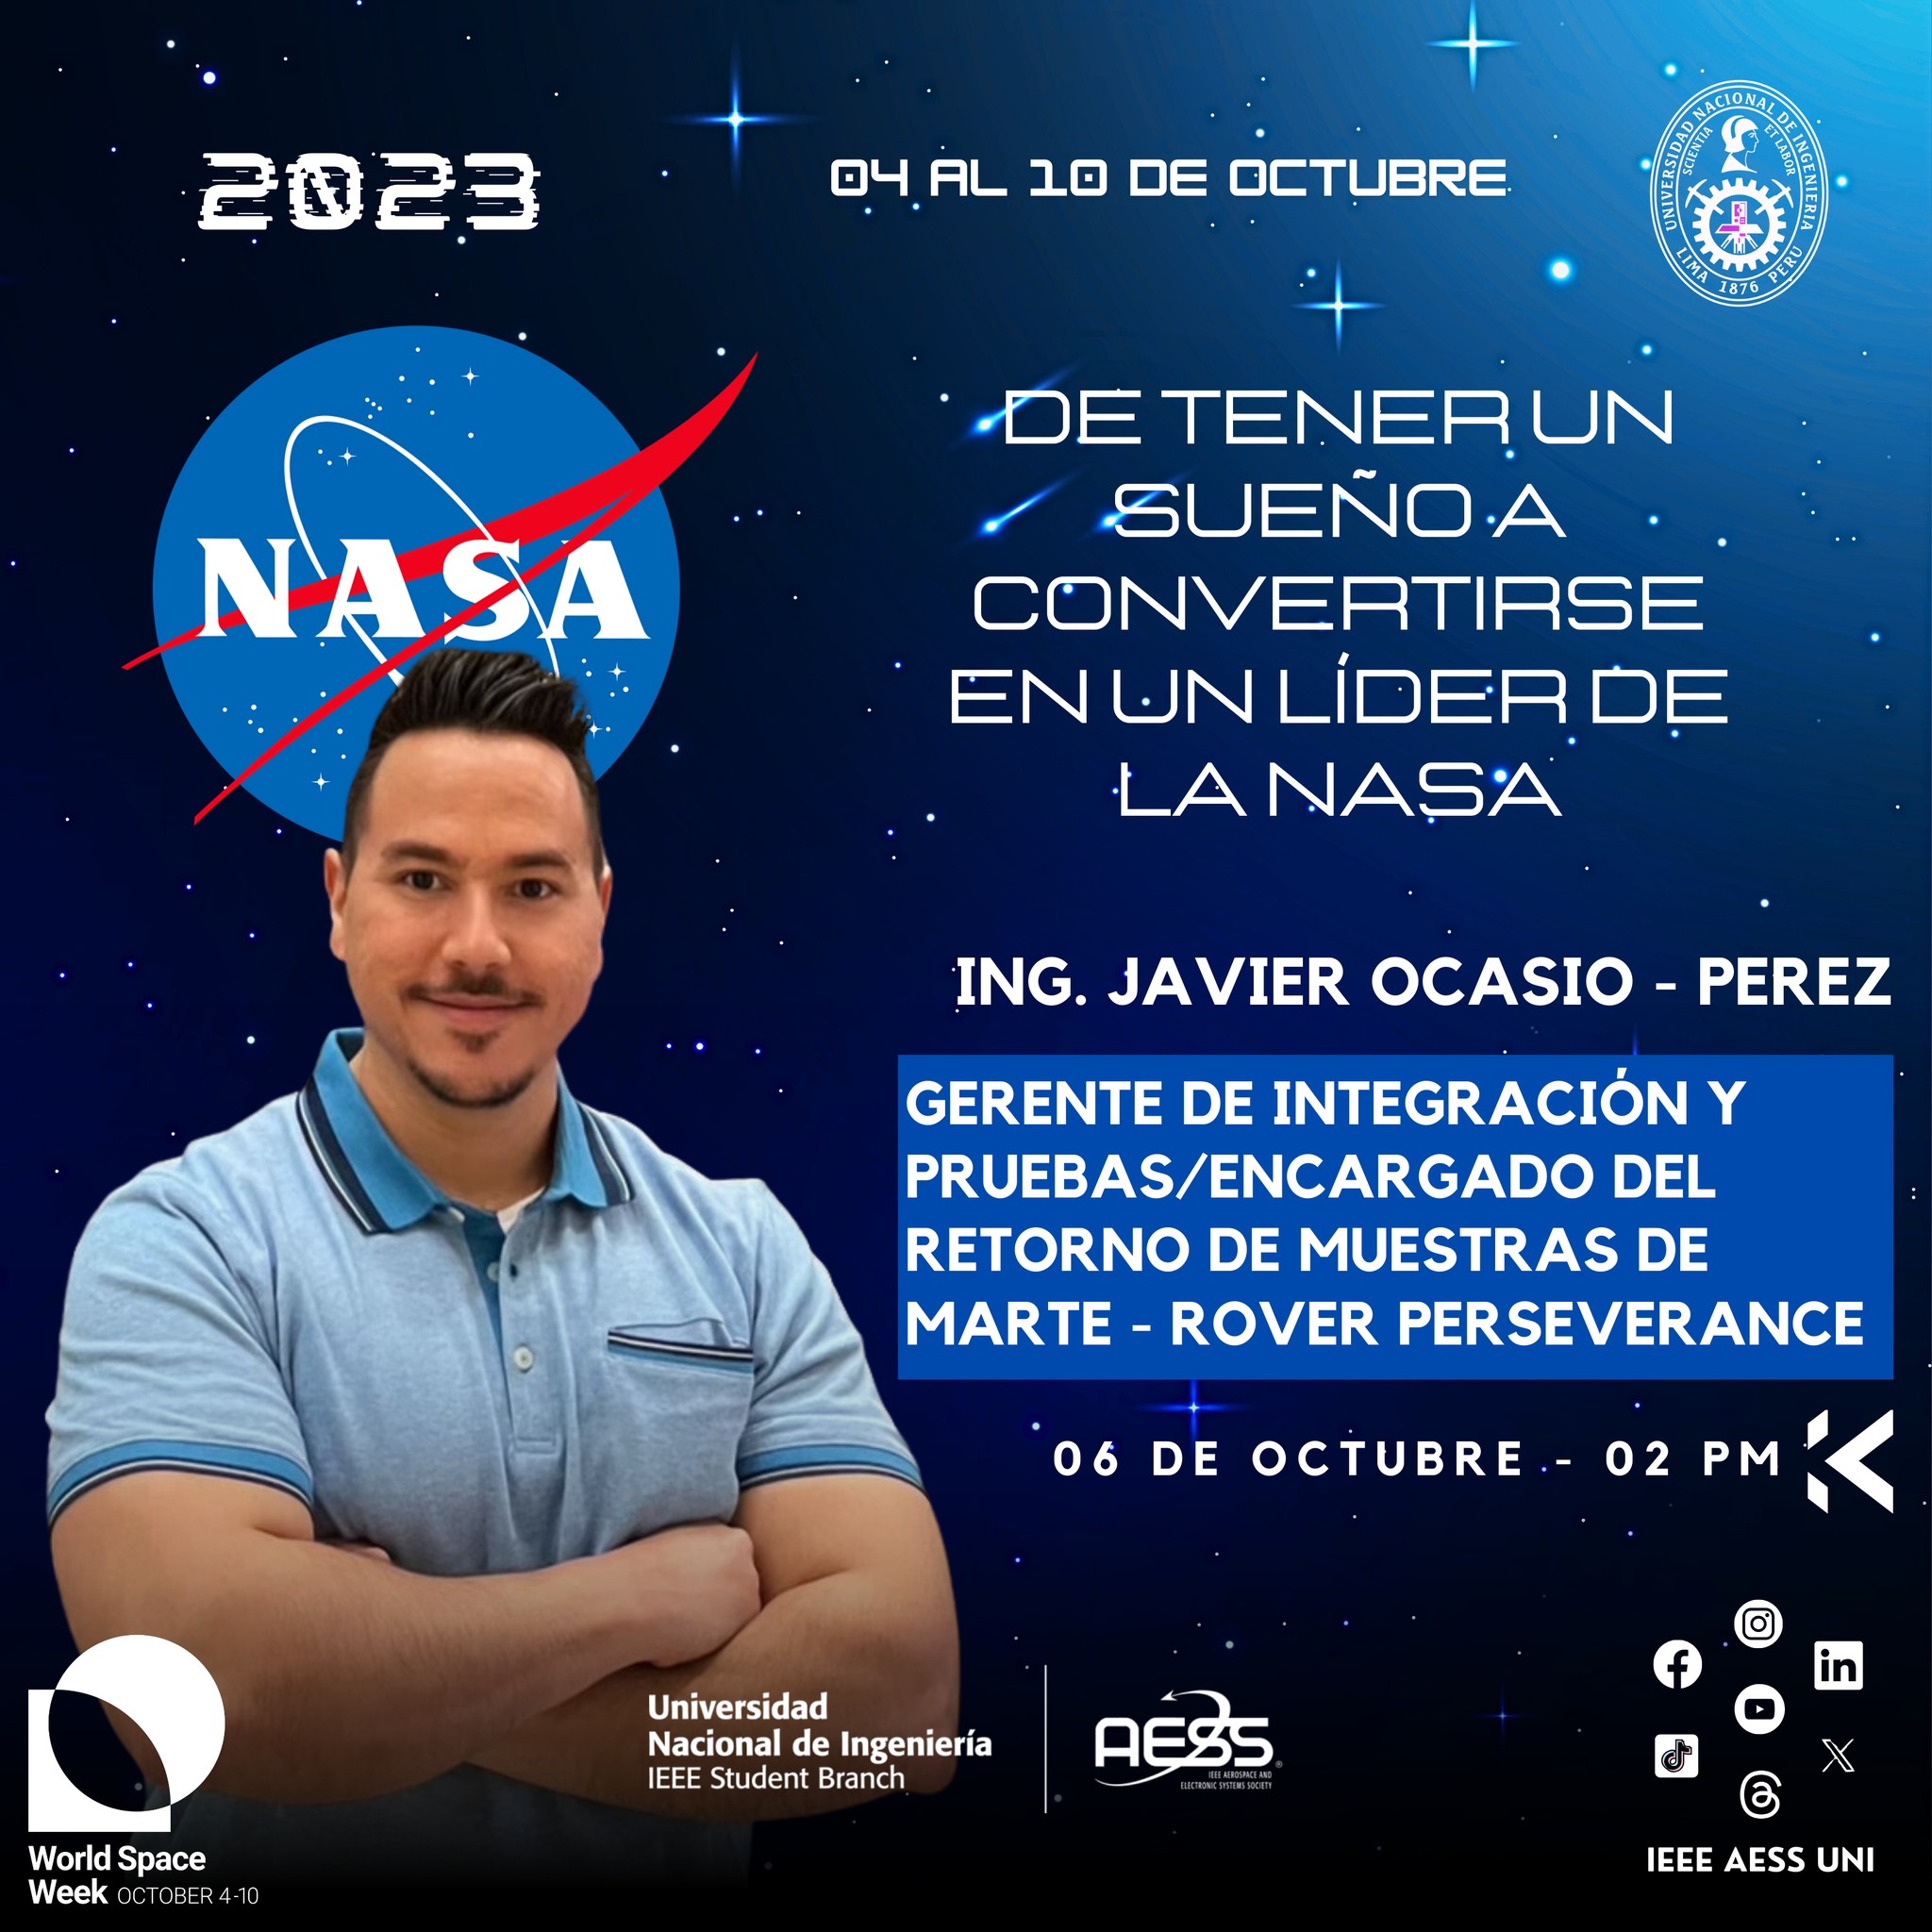 2023
04 AL 10 DE OCTUBRE
UNIVERSIDAD NACIONAL DE INGENIERIA
SCIENTIA ET LABOR
LIMA 1876 PERU
NASA
DE TENER UN
SUEÑO A
CONVERTIRSE
EN UN LÍDER DE
LA NASA
ING. JAVIER OCASIO - PEREZ
GERENTE DE INTEGRACIÓN Y
PRUEBAS/ENCARGADO DEL
RETORNO DE MUESTRAS DE
MARTE - ROVER PERSEVERANCE
06 DE OCTUBRE - 02 PM
Universidad
Nacional de Ingeniería
IEEE Student Branch
AESS®
IEEE AEROSPACE AND
ELECTRONIC SYSTEMS SOCIETY
in
World Space
Week OCTOBER 4-10
IEEE AESS UNI